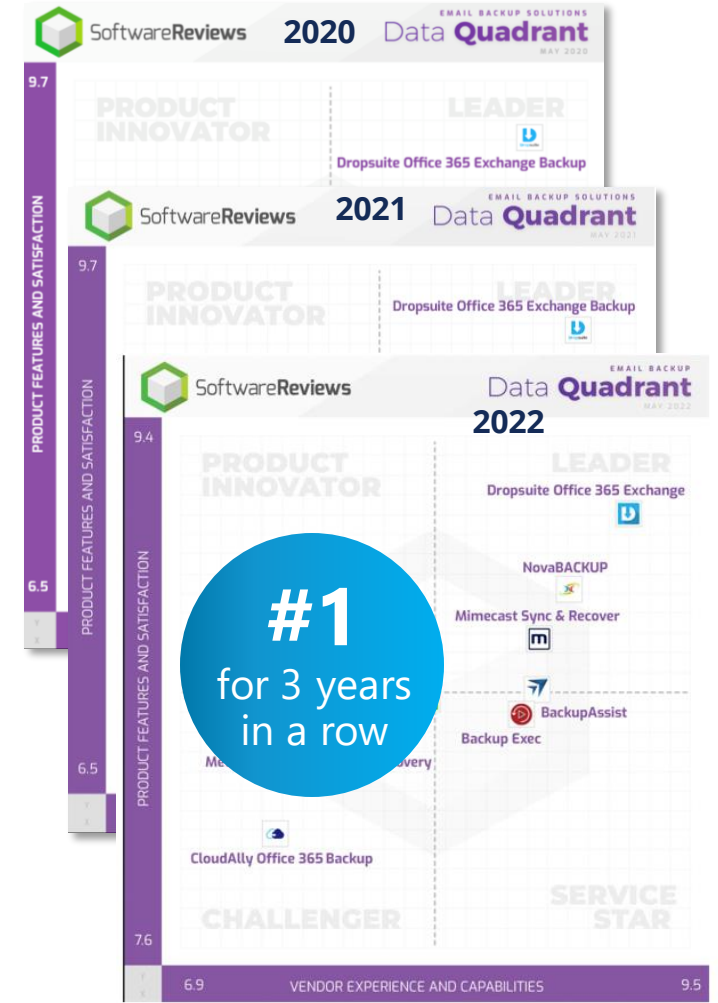 SoftwareReviews
2020
EMAIL BACKUP SOLUTIONS
Data Quadrant
MAY 2020
9.7
PRODUCT
INNOVATOR
LEADER
Dropsuite Office 365 Exchange Backup
PRODUCT FEATURES AND SATISFACTION
6.5
Y
X
SoftwareReviews
2021
EMAIL BACKUP SOLUTIONS
Data Quadrant
MAY 2021
9.7
PRODUCT
INNOVATOR
LEADER
Dropsuite Office 365 Exchange Backup
PRODUCT FEATURES AND SATISFACTION
6.5
Y
X
SoftwareReviews
EMAIL BACKUP
Data Quadrant
MAY 2022
2022
9.4
PRODUCT
INNOVATOR
LEADER
Dropsuite Office 365 Exchange
NovaBACKUP
Mimecast Sync & Recover
m
BackupAssist
Backup Exec
#1
for 3 years
in a row
CloudAlly Office 365 Backup
PRODUCT FEATURES AND SATISFACTION
CHALLENGER
SERVICE
STAR
7.6
Y
X
6.9
VENDOR EXPERIENCE AND CAPABILITIES
9.5